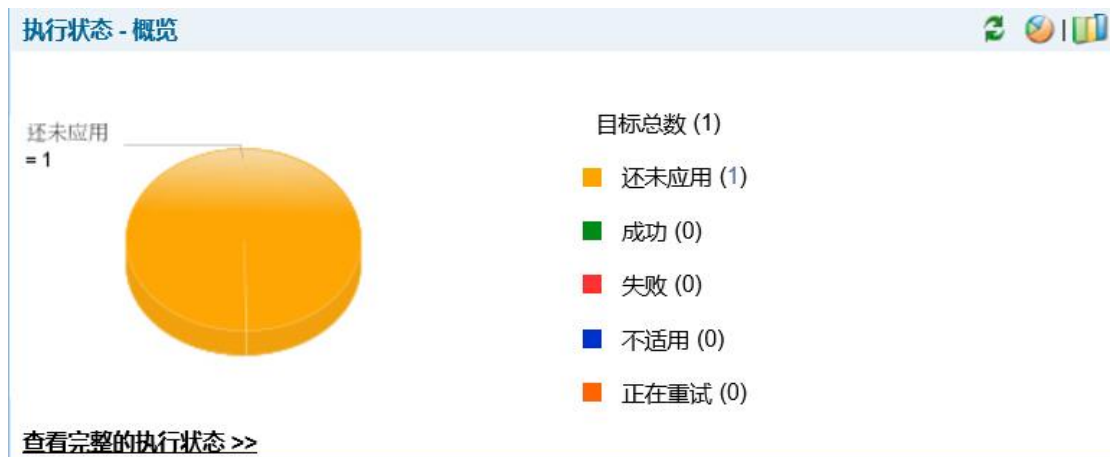 执行状态 - 概览
还未应用
= 1
目标总数 (1)
还未应用 (1)
成功 (0)
失败 (0)
不适用 (0)
正在重试 (0)
查看完整的执行状态 >>